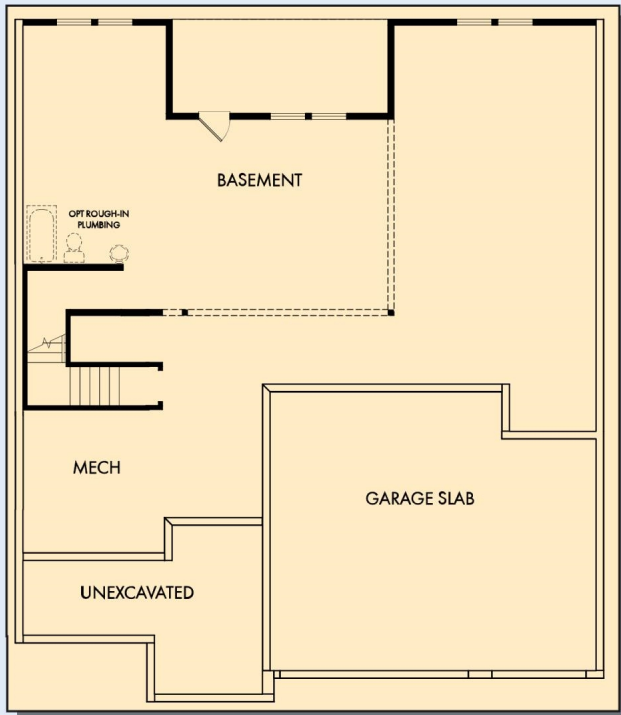 BASEMENT
OPT ROUGH-IN
PLUMBING
MECH
GARAGE SLAB
UNEXCAVATED